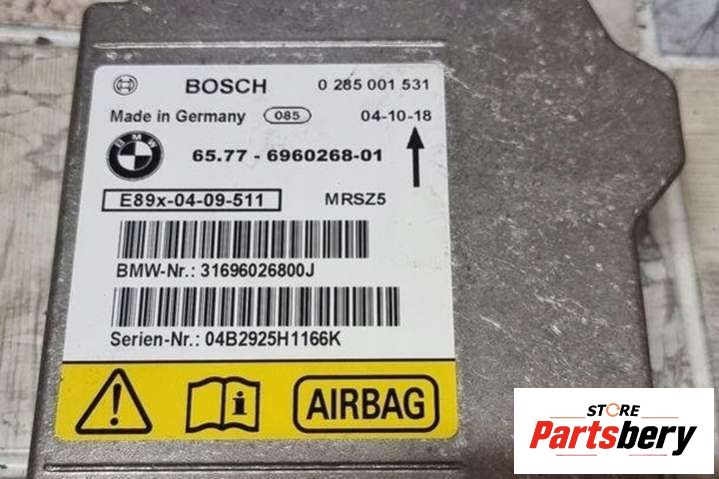 BOSCH 0 285 001 531
Made in Germany 085 04-10-18
BMW 65.77 - 6960268-01
E89x-04-09-511 MRSZ5
BMW-Nr.: 31696026800J
Serien-Nr.: 04B2925H1166K
i AIRBAG
STORE
Partsbery